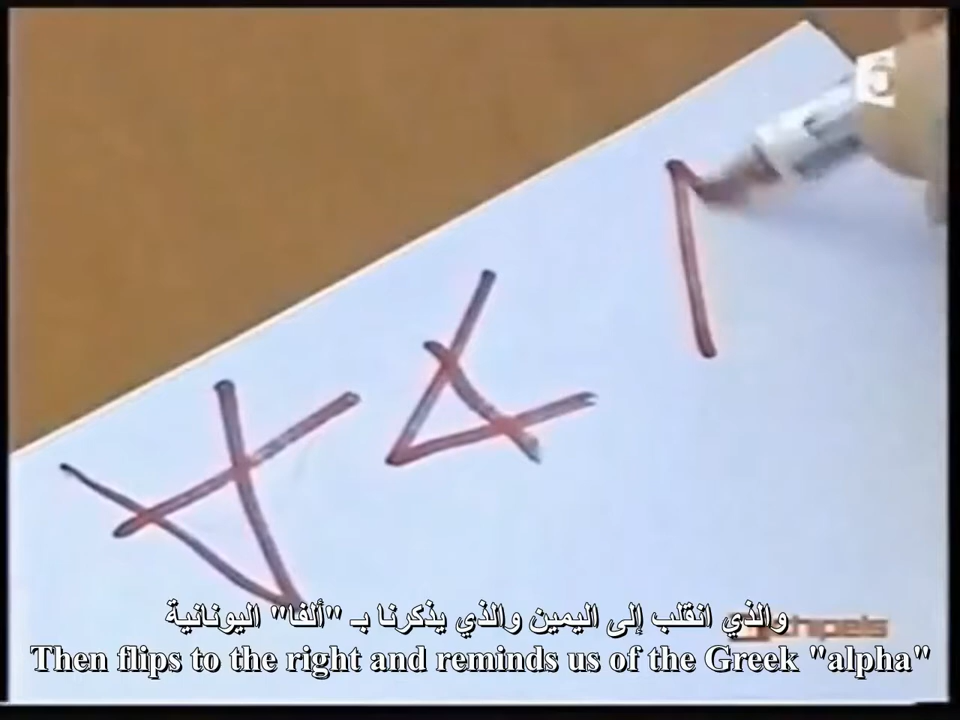 والذي انقلب إلى اليمين والذي يذكرنا بـ "ألفا" اليونانية
Then flips to the right and reminds us of the Greek "alpha"